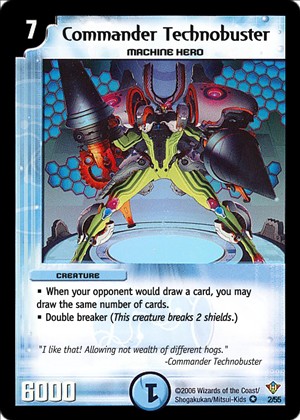 7
Commander Technobuster
MACHINE HERO
CREATURE
▪ When your opponent would draw a card, you may
draw the same number of cards.
▪ Double breaker (This creature breaks 2 shields.)
"I like that! Allowing not wealth of different hogs."
-Commander Technobuster
6000
1
©2006 Wizards of the Coast/
Shogakukan/Mitsui-Kids
2/55